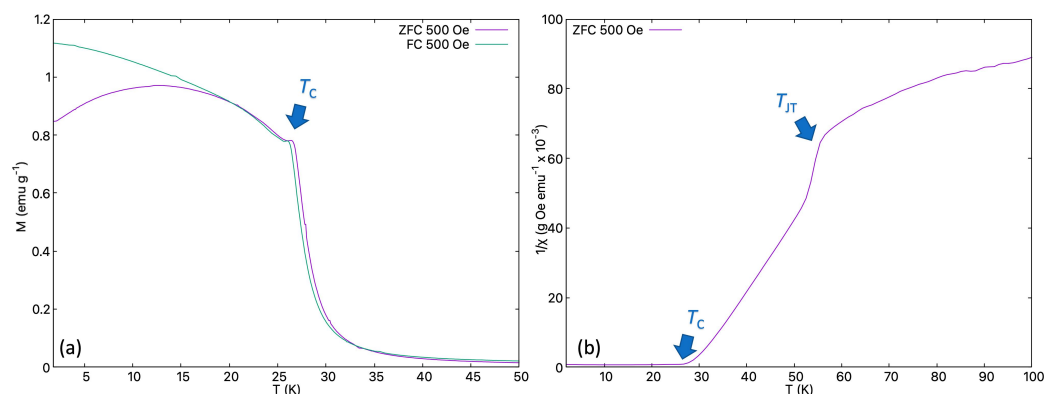 ZFC 500 Oe
FC 500 Oe
T_C
M (emu g⁻¹)
1.2
1
0.8
0.6
0.4
0.2
0
(a)
5 10 15 20 25 30 35 40 45 50
T (K)
ZFC 500 Oe
T_JT
1/χ (g Oe emu⁻¹ x 10⁻³)
100
80
60
40
20
0
T_C
(b)
10 20 30 40 50 60 70 80 90 100
T (K)